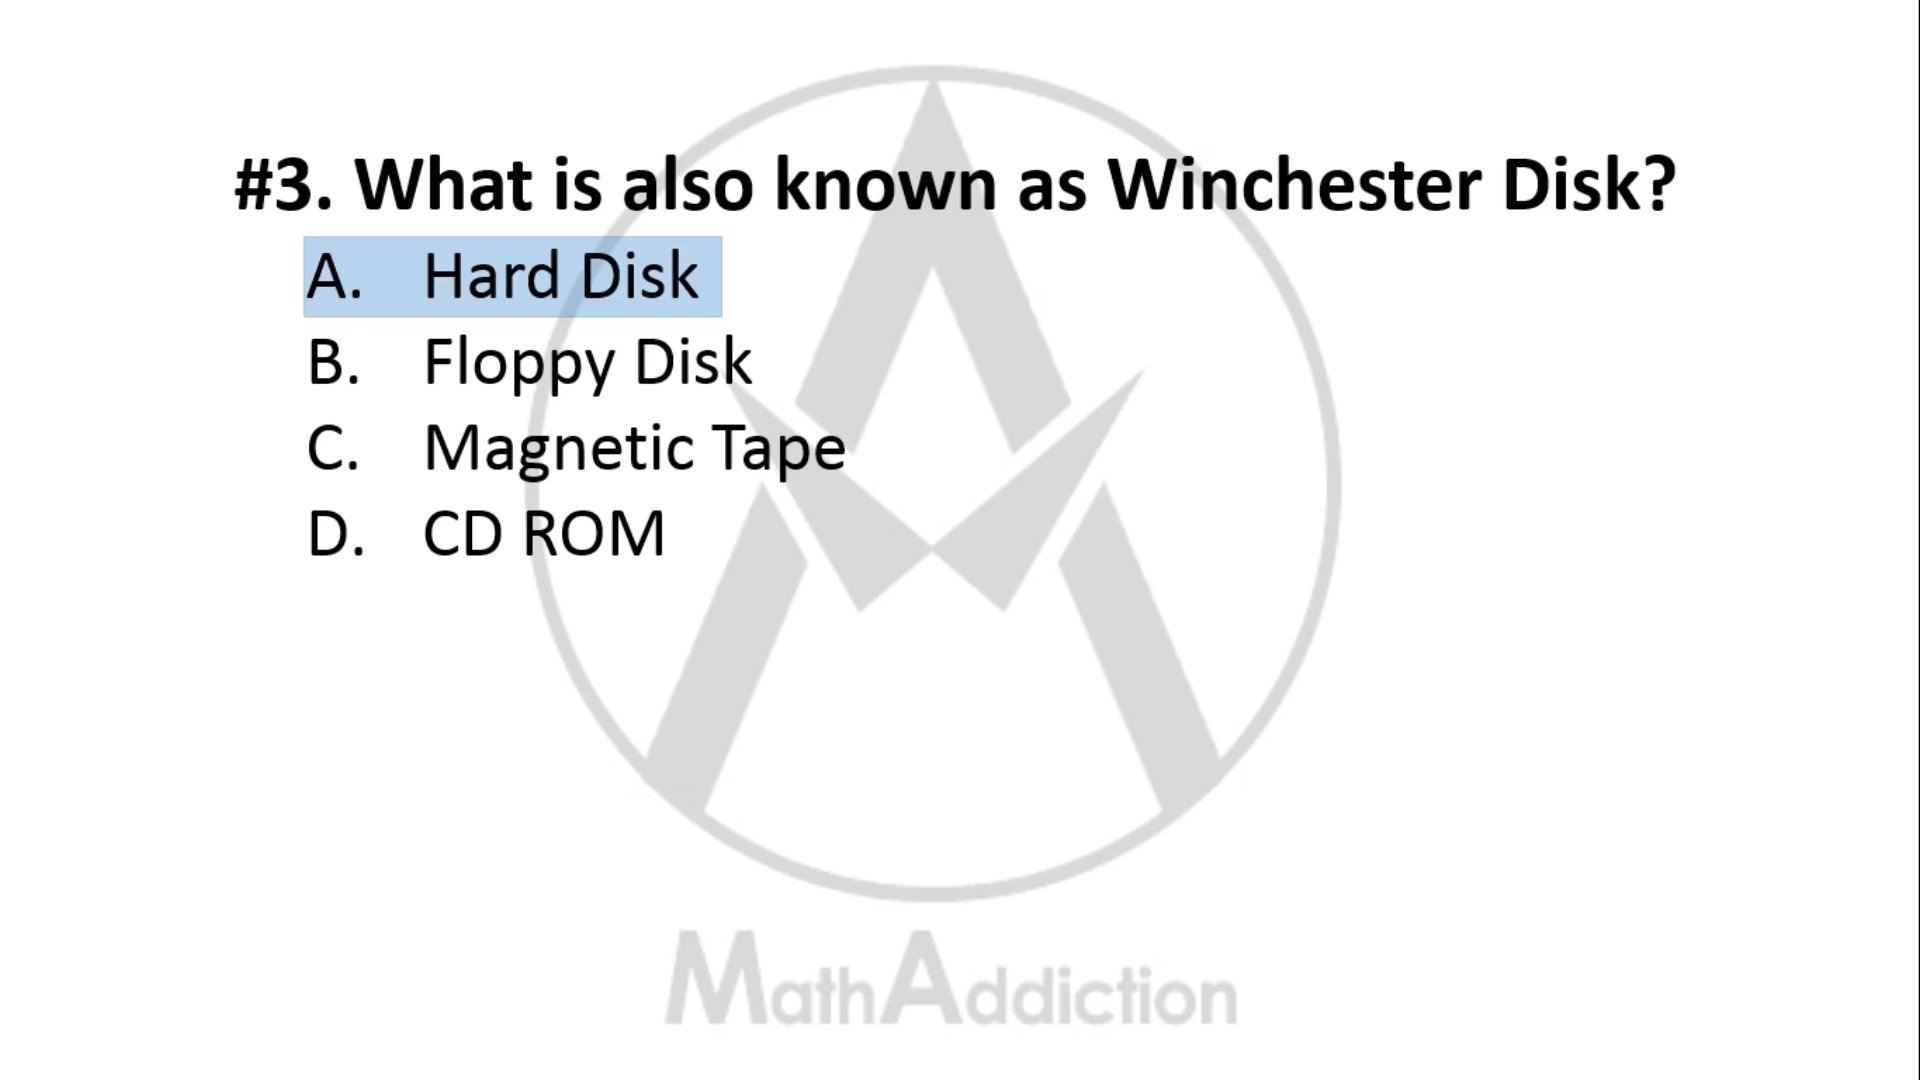 #3. What is also known as Winchester Disk?
A. Hard Disk
B. Floppy Disk
C. Magnetic Tape
D. CD ROM
MathAddiction